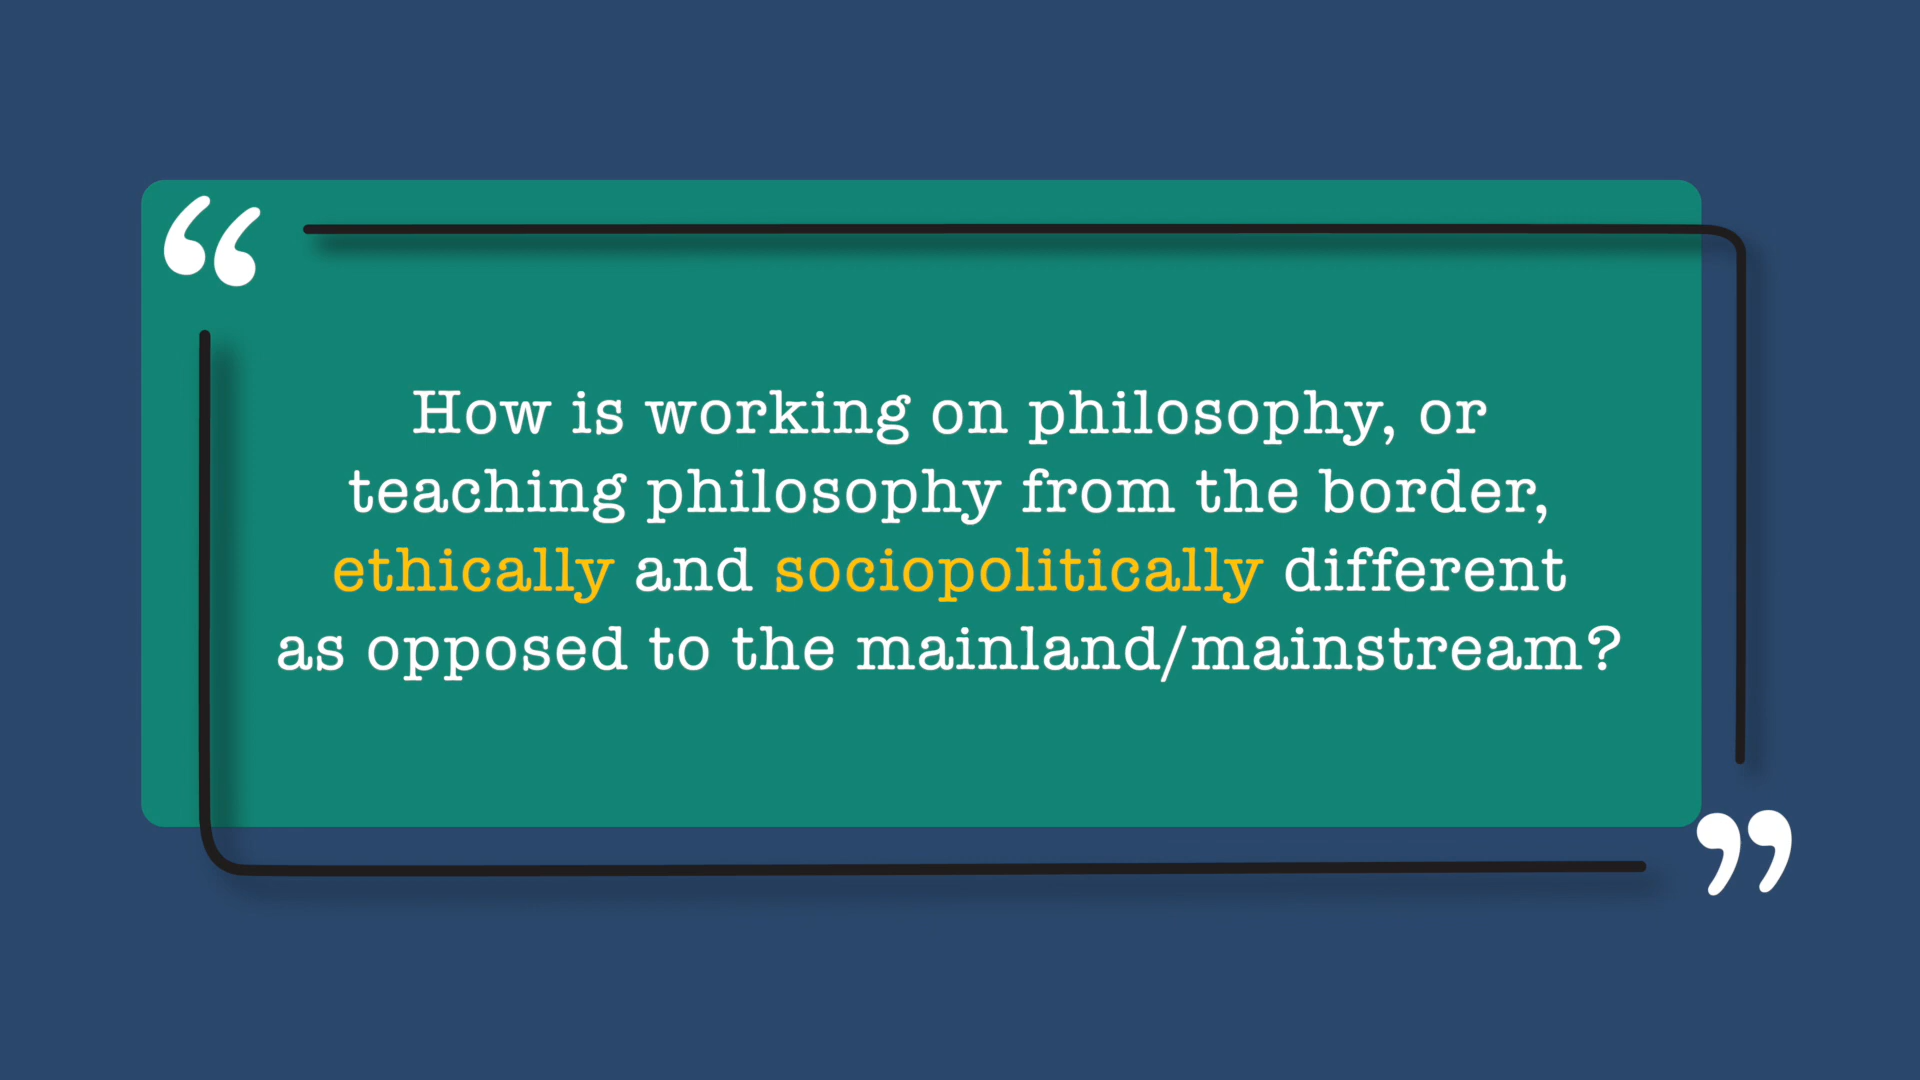 “
How is working on philosophy, or
teaching philosophy from the border,
ethically and sociopolitically different
as opposed to the mainland/mainstream?
”